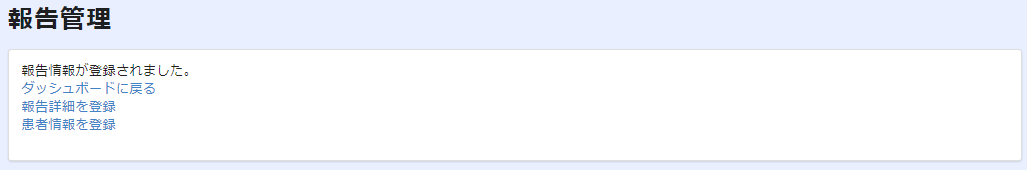 報告管理
報告情報が登録されました。
ダッシュボードに戻る
報告詳細を登録
患者情報を登録